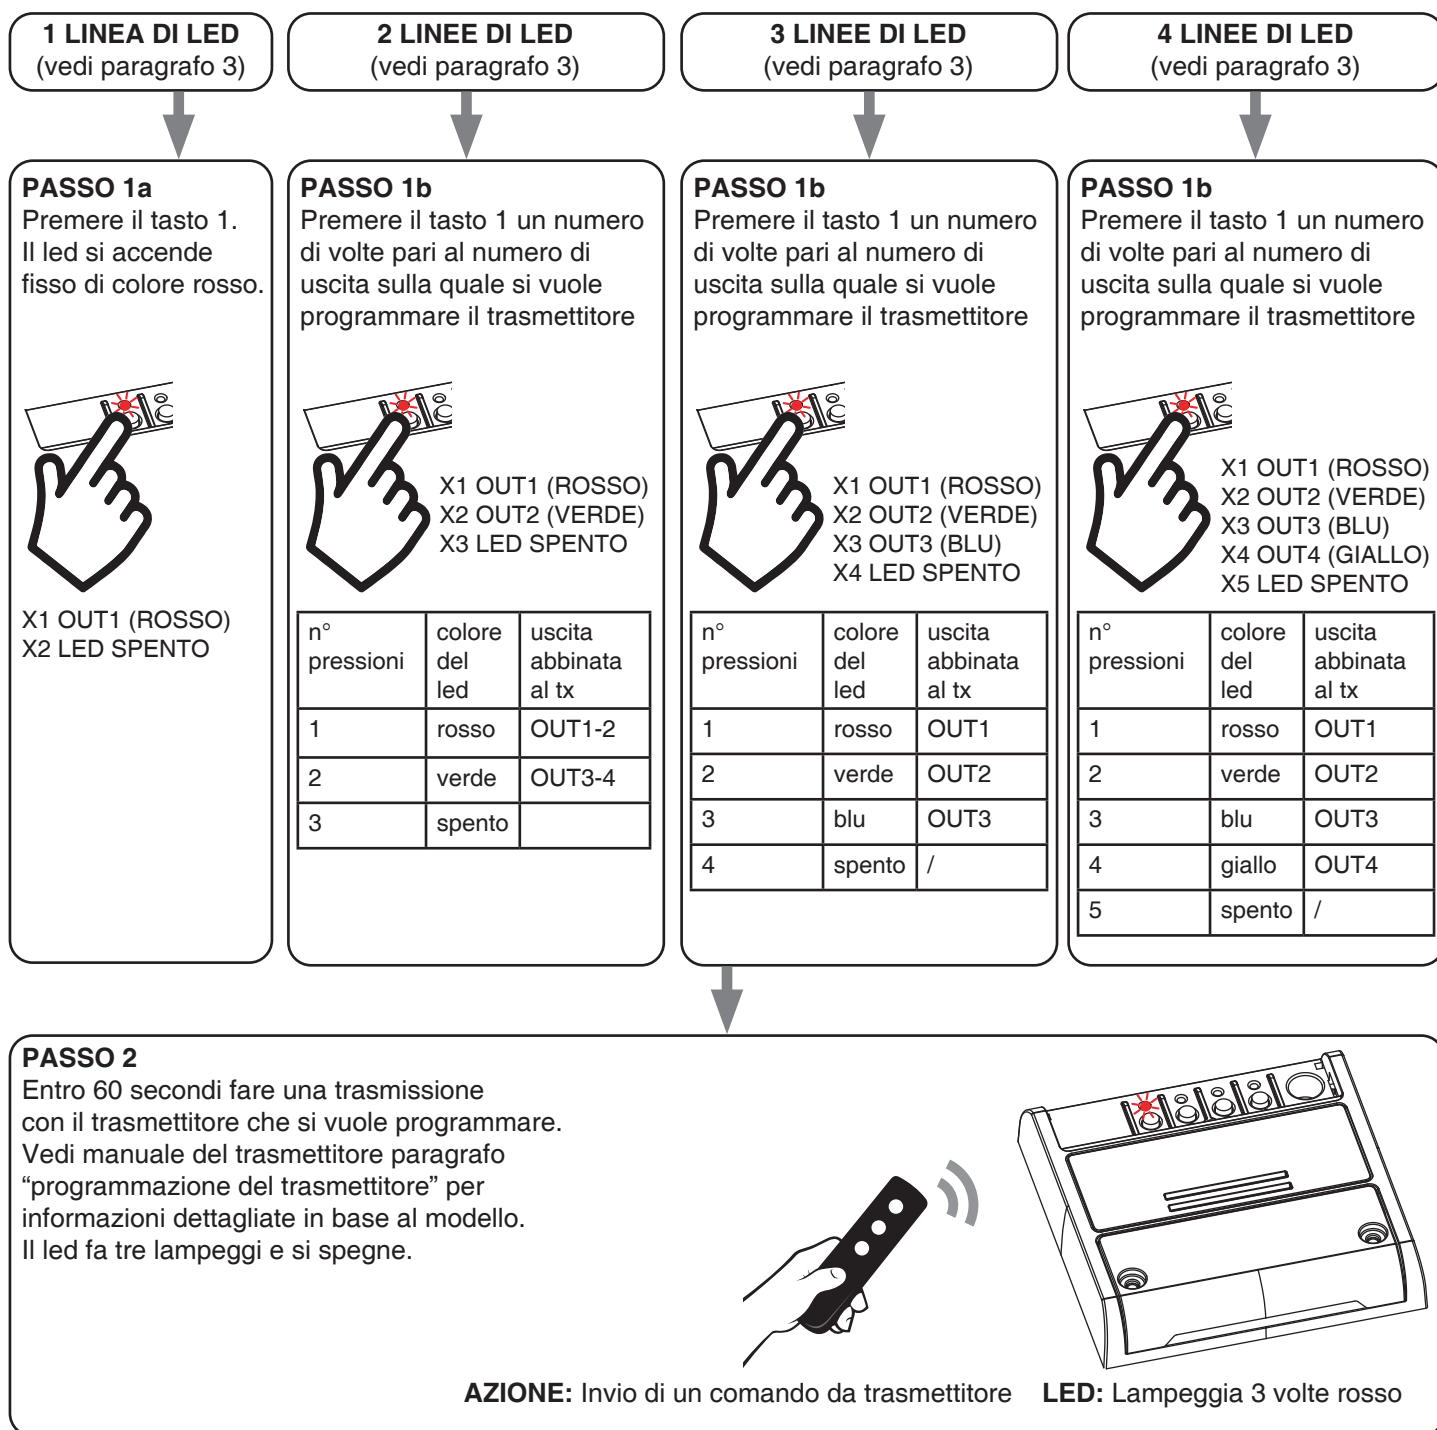 1 LINEA DI LED
(vedi paragrafo 3)
2 LINEE DI LED
(vedi paragrafo 3)
3 LINEE DI LED
(vedi paragrafo 3)
4 LINEE DI LED
(vedi paragrafo 3)
PASSO 1a
Premere il tasto 1.
Il led si accende
fisso di colore rosso.
X1 OUT1 (ROSSO)
X2 LED SPENTO
PASSO 1b
Premere il tasto 1 un numero
di volte pari al numero di
uscita sulla quale si vuole
programmare il trasmettitore
X1 OUT1 (ROSSO)
X2 OUT2 (VERDE)
X3 LED SPENTO
n° pressioni | colore del led | uscita abbinata al tx
1 | rosso | OUT1-2
2 | verde | OUT3-4
3 | spento
PASSO 1b
Premere il tasto 1 un numero
di volte pari al numero di
uscita sulla quale si vuole
programmare il trasmettitore
X1 OUT1 (ROSSO)
X2 OUT2 (VERDE)
X3 OUT3 (BLU)
X4 LED SPENTO
n° pressioni | colore del led | uscita abbinata al tx
1 | rosso | OUT1
2 | verde | OUT2
3 | blu | OUT3
4 | spento | /
PASSO 1b
Premere il tasto 1 un numero
di volte pari al numero di
uscita sulla quale si vuole
programmare il trasmettitore
X1 OUT1 (ROSSO)
X2 OUT2 (VERDE)
X3 OUT3 (BLU)
X4 OUT4 (GIALLO)
X5 LED SPENTO
n° pressioni | colore del led | uscita abbinata al tx
1 | rosso | OUT1
2 | verde | OUT2
3 | blu | OUT3
4 | giallo | OUT4
5 | spento | /
PASSO 2
Entro 60 secondi fare una trasmissione
con il trasmettitore che si vuole programmare.
Vedi manuale del trasmettitore paragrafo
“programmazione del trasmettitore” per
informazioni dettagliate in base al modello.
Il led fa tre lampeggi e si spegne.
AZIONE: Invio di un comando da trasmettitore
LED: Lampeggia 3 volte rosso